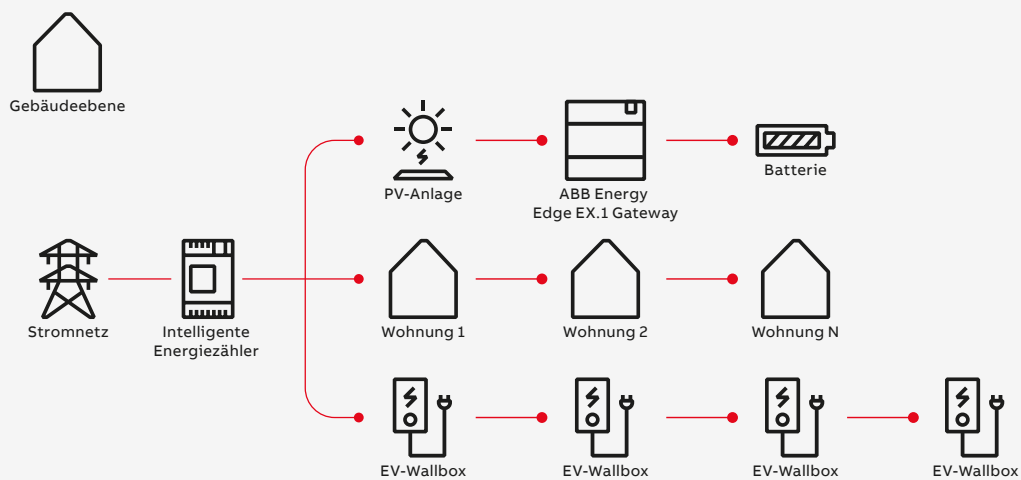 Gebäudeebene
PV-Anlage
ABB Energy
Edge EX.1 Gateway
Batterie
Stromnetz
Intelligente
Energiezähler
Wohnung 1
Wohnung 2
Wohnung N
EV-Wallbox
EV-Wallbox
EV-Wallbox
EV-Wallbox